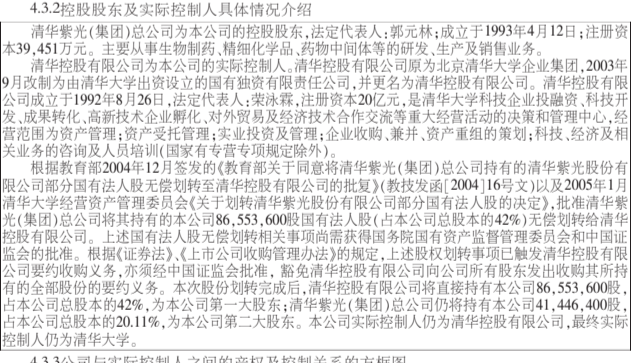 4.3.2控股股东及实际控制人具体情况介绍
清华紫光(集团)总公司为本公司的控股股东,法定代表人:郭元林;成立于1993年4月12日;注册资
本39,451万元。主要从事生物制药、精细化学品、药物中间体等的研发、生产及销售业务。
清华控股有限公司为本公司的实际控制人。清华控股有限公司原为北京清华大学企业集团,2003年
9月改制为由清华大学出资设立的国有独资有限责任公司,并更名为清华控股有限公司。清华控股有限
公司成立于1992年8月26日,法定代表人:荣泳霖,注册资本20亿元,是清华大学科技企业投融资、科技开
发、成果转化、高新技术企业孵化、对外贸易及经济技术合作交流等重大经营活动的决策和管理中心,经
营范围为资产管理;资产受托管理;实业投资及管理;企业收购、兼并、资产重组的策划;科技、经济及相
关业务的咨询及人员培训(国家有专营专项规定除外)。
根据教育部2004年12月签发的《教育部关于同意将清华紫光(集团)总公司持有的清华紫光股份有
限公司部分国有法人股无偿划转至清华控股有限公司的批复》(教技发函[2004]16号文)以及2005年1月
清华大学经营资产管理委员会《关于划转清华紫光股份有限公司部分国有法人股的决定》,批准清华紫
光(集团)总公司将其持有的本公司86,553,600股国有法人股(占本公司总股本的42%)无偿划转给清华
控股有限公司。上述国有法人股无偿划转相关事项尚需获得国务院国有资产监督管理委员会和中国证
监会的批准。根据《证券法》、《上市公司收购管理办法》的规定,上述股权划转事项已触发清华控股有限
公司要约收购义务,亦须经中国证监会批准,豁免清华控股有限公司向公司所有股东发出收购其所持
有的全部股份的要约义务。本次股份划转完成后,清华控股有限公司将直接持有本公司86,553,600股,
占本公司总股本的42%,为本公司第一大股东;清华紫光(集团)总公司仍将持有本公司41,446,400股,
占本公司总股本的20.11%,为本公司第二大股东。本公司实际控制人仍为清华控股有限公司,最终实际
控制人仍为清华大学。
4.3.3公司与实际控制人之间的产权及控制关系的方框图